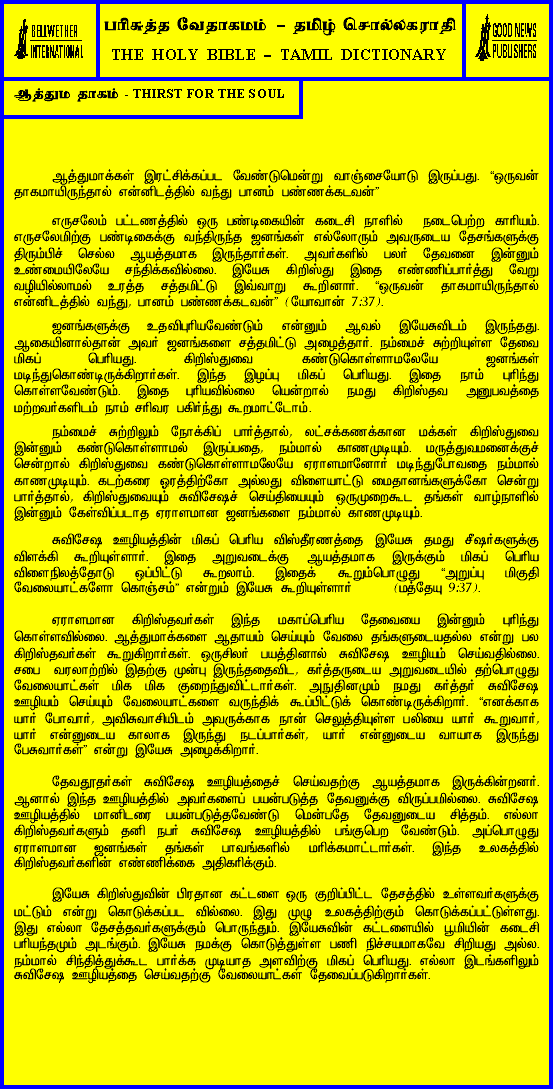 BELLWETHER
INTERNATIONAL
பரிசுத்த வேதாகமம் – தமிழ் சொல்லகராதி
THE HOLY BIBLE – TAMIL DICTIONARY
GOOD NEWS
PUBLISHERS
ஆத்தும தாகம் - THIRST FOR THE SOUL
ஆத்துமாக்கள் இரட்சிக்கப்பட வேண்டுமென்று வாஞ்சையோடு இருப்பது. “ஒருவன்
தாகமாயிருந்தால் என்னிடத்தில் வந்து பானம் பண்ணக்கடவன்”
எருசலேம் பட்டணத்தில் ஒரு பண்டிகையின் கடைசி நாளில் நடைபெற்ற காரியம்.
எருசலேமிற்கு பண்டிகைக்கு வந்திருந்த ஜனங்கள் எல்லோரும் அவருடைய தேசங்களுக்கு
திரும்பிச் செல்ல ஆயத்தமாக இருந்தார்கள். அவர்களில் பலர் தேவனை இன்னும்
உண்மையிலேயே சந்திக்கவில்லை. இயேசு கிறிஸ்து இதை எண்ணிப்பார்த்து வேறு
வழியில்லாமல் உரத்த சத்தமிட்டு இவ்வாறு கூறினார். “ஒருவன் தாகமாயிருந்தால்
என்னிடத்தில் வந்து, பானம் பண்ணக்கடவன்” (யோவான் 7:37).
ஜனங்களுக்கு உதவிபுரியவேண்டும் என்னும் ஆவல் இயேசுவிடம் இருந்தது.
ஆகையினால்தான் அவர் ஜனங்களை சத்தமிட்டு அழைத்தார். நம்மைச் சுற்றியுள்ள தேவை
மிகப் பெரியது. கிறிஸ்துவை கண்டுகொள்ளாமலேயே ஜனங்கள்
மடிந்துகொண்டிருக்கிறார்கள். இந்த இழப்பு மிகப் பெரியது. இதை நாம் புரிந்து
கொள்ளவேண்டும். இதை புரியவில்லை யென்றால் நமது கிறிஸ்தவ அனுபவத்தை
மற்றவர்களிடம் நாம் சரிவர பகிர்ந்து கூறமாட்டோம்.
நம்மைச் சுற்றிலும் நோக்கிப் பார்த்தால், லட்சக்கணக்கான மக்கள் கிறிஸ்துவை
இன்னும் கண்டுகொள்ளாமல் இருப்பதை, நம்மால் காணமுடியும். மருத்துவமனைக்குச்
சென்றால் கிறிஸ்துவை கண்டுகொள்ளாமலேயே ஏராளமானோர் மடிந்துபோவதை நம்மால்
காணமுடியும். கடற்கரை ஓரத்திற்கோ அல்லது விளையாட்டு மைதானங்களுக்கோ சென்று
பார்த்தால், கிறிஸ்துவையும் சுவிசேஷச் செய்தியையும் ஒருமுறைகூட தங்கள் வாழ்நாளில்
இன்னும் கேள்விப்படாத ஏராளமான ஜனங்களை நம்மால் காணமுடியும்.
சுவிசேஷ ஊழியத்தின் மிகப் பெரிய விஸ்தீரணத்தை இயேசு தமது சீஷர்களுக்கு
விளக்கி கூறியுள்ளார். இதை அறுவடைக்கு ஆயத்தமாக இருக்கும் மிகப் பெரிய
விளைநிலத்தோடு ஒப்பிட்டு கூறலாம். இதைக் கூறும்பொழுது “அறுப்பு மிகுதி
வேலையாட்களோ கொஞ்சம்” என்றும் இயேசு கூறியுள்ளார் (மத்தேயு 9:37).
ஏராளமான கிறிஸ்தவர்கள் இந்த மகாப்பெரிய தேவையை இன்னும் புரிந்து
கொள்ளவில்லை. ஆத்துமாக்களை ஆதாயம் செய்யும் வேலை தங்களுடையதல்ல என்று பல
கிறிஸ்தவர்கள் கூறுகிறார்கள். ஒருசிலர் பயத்தினால் சுவிசேஷ ஊழியம் செய்வதில்லை.
சபை வரலாற்றில் இதற்கு முன்பு இருந்ததைவிட, கர்த்தருடைய அறுவடையில் தற்பொழுது
வேலையாட்கள் மிக மிக குறைந்துவிட்டார்கள். அநுதினமும் நமது கர்த்தர் சுவிசேஷ
ஊழியம் செய்யும் வேலையாட்களை வருந்திக் கூப்பிட்டுக் கொண்டிருக்கிறார். “எனக்காக
யார் போவார், அவிசுவாசியிடம் அவருக்காக நான் செலுத்தியுள்ள பலியை யார் கூறுவார்,
யார் என்னுடைய காலாக இருந்து நடப்பார்கள், யார் என்னுடைய வாயாக இருந்து
பேசுவார்கள்” என்று இயேசு அழைக்கிறார்.
தேவதூதர்கள் சுவிசேஷ ஊழியத்தைச் செய்வதற்கு ஆயத்தமாக இருக்கின்றனர்.
ஆனால் இந்த ஊழியத்தில் அவர்களைப் பயன்படுத்த தேவனுக்கு விருப்பமில்லை. சுவிசேஷ
ஊழியத்தில் மானிடரை பயன்படுத்தவேண்டு மென்பதே தேவனுடைய சித்தம். எல்லா
கிறிஸ்தவர்களும் தனி நபர் சுவிசேஷ ஊழியத்தில் பங்குபெற வேண்டும். அப்பொழுது
ஏராளமான ஜனங்கள் தங்கள் பாவங்களில் மரிக்கமாட்டார்கள். இந்த உலகத்தில்
கிறிஸ்தவர்களின் எண்ணிக்கை அதிகரிக்கும்.
இயேசு கிறிஸ்துவின் பிரதான கட்டளை ஒரு குறிப்பிட்ட தேசத்தில் உள்ளவர்களுக்கு
மட்டும் என்று கொடுக்கப்பட வில்லை. இது முழு உலகத்திற்கும் கொடுக்கப்பட்டுள்ளது.
இது எல்லா தேசத்தவர்களுக்கும் பொருந்தும். இயேசுவின் கட்டளையில் பூமியின் கடைசி
பரியந்தமும் அடங்கும். இயேசு நமக்கு கொடுத்துள்ள பணி நிச்சயமாகவே சிறியது அல்ல.
நம்மால் சிந்தித்துக்கூட பார்க்க முடியாத அளவிற்கு மிகப் பெரியது. எல்லா இடங்களிலும்
சுவிசேஷ ஊழியத்தை செய்வதற்கு வேலையாட்கள் தேவைப்படுகிறார்கள்.